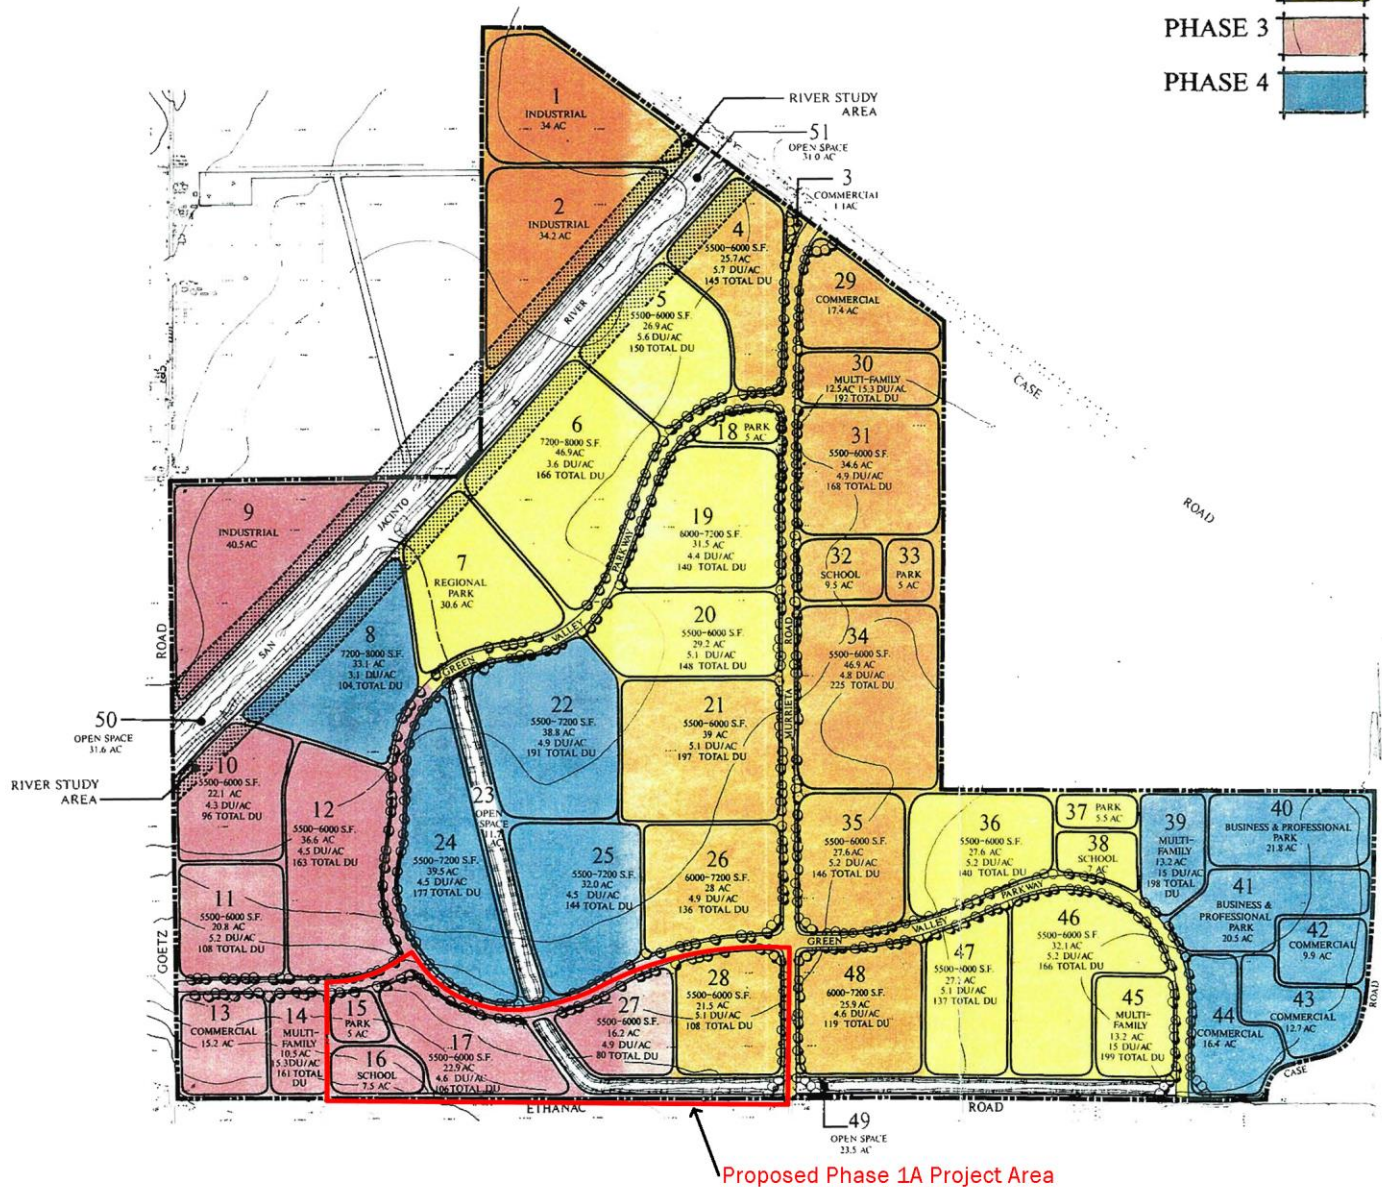 PHASE 3
PHASE 4
RIVER STUDY
AREA
51
OPEN SPACE
31.0 AC
3
COMMERCIAL
1.1AC
1
INDUSTRIAL
34 AC
2
INDUSTRIAL
34.2 AC
4
5500-6000 S.F.
25.7AC
5.7 DU/AC
145 TOTAL DU
29
COMMERCIAL
17.4 AC
5
5500-6000 S.F.
26.9 AC
5.6 DU/AC
150 TOTAL DU
RIVER
30
MULTI-FAMILY
12.5AC 15.3 DU/AC
192 TOTAL DU
CASE
6
7200-8000 S.F.
46.9AC
3.6 DU/AC
166 TOTAL DU
18 PARK
5 AC
31
5500-6000 S.F.
34.6 AC
4.9 DU/AC
168 TOTAL DU
9
INDUSTRIAL
40.5AC
JACINTO
19
6000-7200 S.F.
31.5 AC
4.4 DU/AC
140 TOTAL DU
ROAD
PARKWAY
7
REGIONAL
PARK
30.6 AC
32
SCHOOL
9.5 AC
33
PARK
5 AC
20
5500-6000 S.F.
29.2 AC
5.1 DU/AC
148 TOTAL DU
VALLEY
GREEN
ROAD
SAN
ROAD
8
7200-8000 S.F.
33.1 AC
3.1 DU/AC
104 TOTAL DU
34
5500-6000 S.F.
46.9 AC
4.8 DU/AC
225 TOTAL DU
22
5500-7200 S.F.
38.8 AC
4.9 DU/AC
191 TOTAL DU
21
5500-6000 S.F.
39 AC
5.1 DU/AC
197 TOTAL DU
MURRIETA
50
OPEN SPACE
31.6 AC
RIVER STUDY
AREA
10
5500-6000 S.F.
22.1 AC
4.3 DU/AC
96 TOTAL DU
12
5500-6000 S.F.
36.6 AC
4.5 DU/AC
163 TOTAL DU
23
OPEN
SPACE
11.7
AC
24
5500-7200 S.F.
39.5 AC
4.5 DU/AC
177 TOTAL DU
25
5500-7200 S.F.
32.0 AC
4.5 DU/AC
144 TOTAL DU
26
6000-7200 S.F.
28 AC
4.9 DU/AC
136 TOTAL DU
35
5500-6000 S.F.
27.6 AC
5.2 DU/AC
146 TOTAL DU
36
5500-6000 S.F.
27.6 AC
5.2 DU/AC
140 TOTAL DU
37 PARK
5.5 AC
38
SCHOOL
AC
39
MULTI-
FAMILY
13.2 AC
15 DU/AC
198 TOTAL
DU
40
BUSINESS & PROFESSIONAL
PARK
21.8 AC
41
BUSINESS &
PROFESSIONAL
PARK
20.5 AC
42
COMMERCIAL
9.9 AC
11
5500-6000 S.F.
20.8 AC
5.2 DU/AC
108 TOTAL DU
GOETZ
GREEN
VALLEY
PARKWAY
46
5500-6000 S.F
32.1 AC
5.2 DU/AC
166 TOTAL DU
47
5500-6000 S.F.
5.1 DU/AC
137 TOTAL DU
48
6000-7200 S.F.
25.9 AC
4.6 DU/AC
119 TOTAL DU
45
MULTI-
FAMILY
13.2 AC
15 DU/AC
199 TOTAL
DU
43
COMMERCIAL
12.7 AC
44
COMMERCIAL
16.4 AC
ROAD
CASE
13
COMMERCIAL
15.2 AC
14
MULTI-
FAMILY
10.5 AC
15.3DU/AC
161 TOTAL
DU
15
PARK
5 AC
16
SCHOOL
7.5 AC
17
5500-6000 S.F.
22.9 AC
4.6 DU/AC
106 TOTAL DU
27
5500-6000 S.F.
16.2 AC
4.9 DU/AC
80 TOTAL DU
28
5500-6000 S.F.
21.5 AC
5.1 DU/AC
108 TOTAL DU
ETHANAC
ROAD
49
OPEN SPACE
23.5 AC
Proposed Phase 1A Project Area